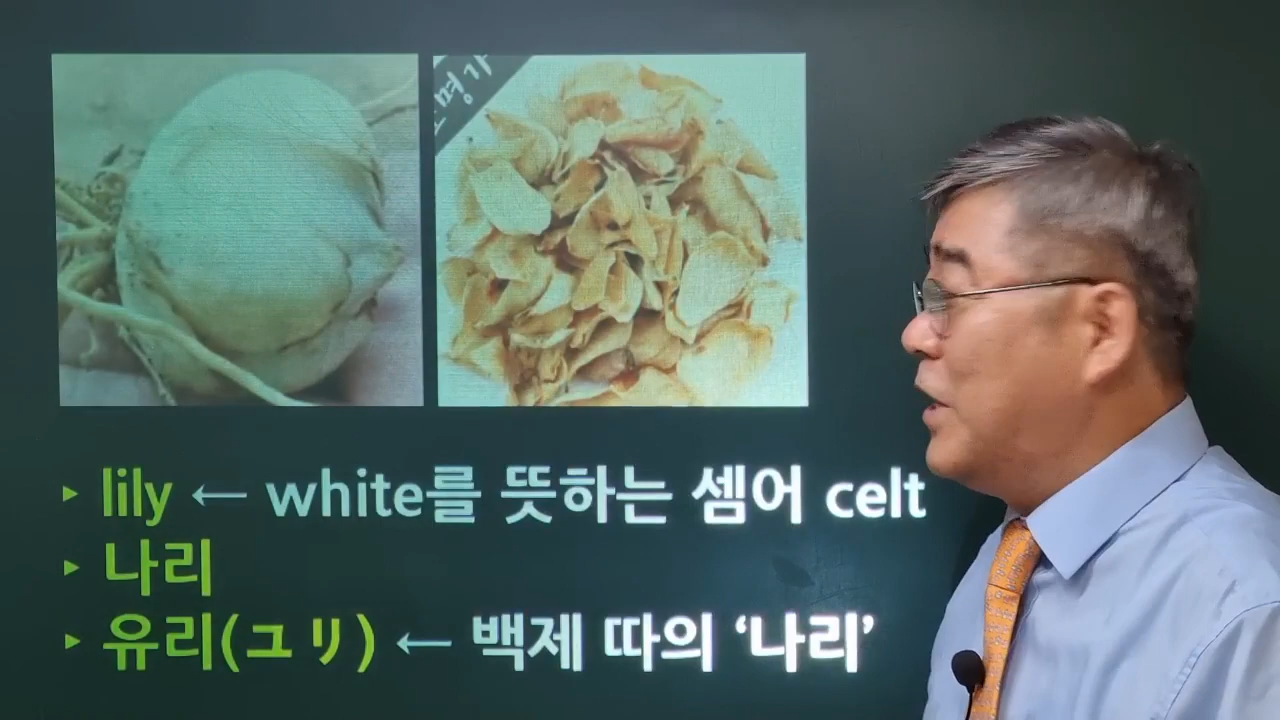 ▸ lily ← white를 뜻하는 셈어 celt
▸ 나리
▸ 유리(ユリ) ← 백제 따의 ‘나리’